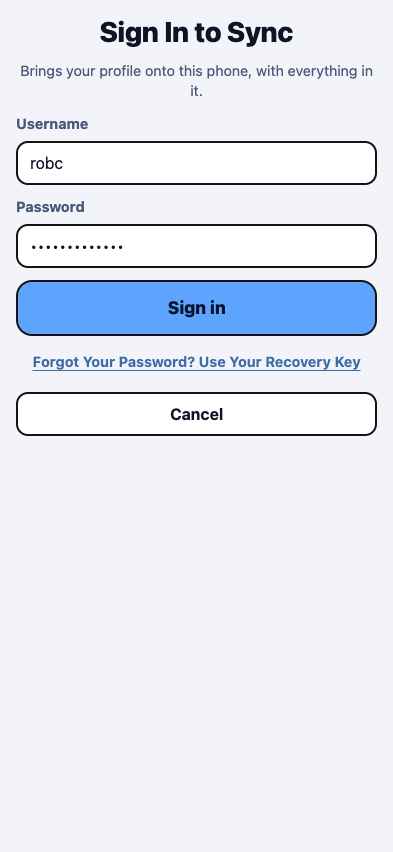 Sign In to Sync
Brings your profile onto this phone, with everything in
it.
Username
robc
Password
•••••••••••••
Sign in
Forgot Your Password? Use Your Recovery Key
Cancel